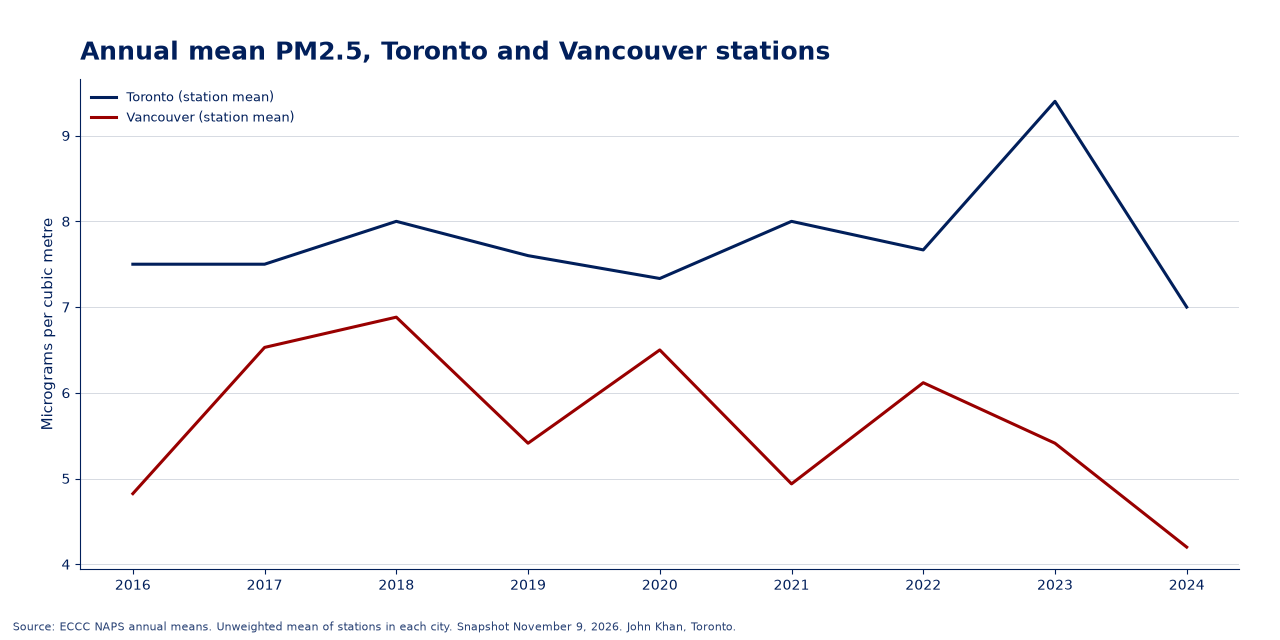 Annual mean PM2.5, Toronto and Vancouver stations
Toronto (station mean)
Vancouver (station mean)
Micrograms per cubic metre
9
8
7
6
5
4
2016 2017 2018 2019 2020 2021 2022 2023 2024
Source: ECCC NAPS annual means. Unweighted mean of stations in each city. Snapshot November 9, 2026. John Khan, Toronto.